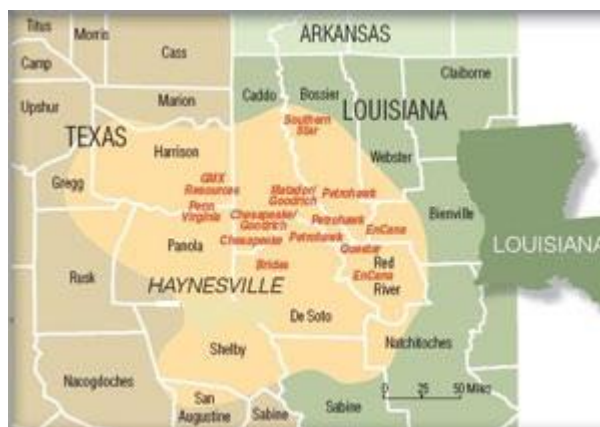 Titus
Morris
Cass
ARKANSAS
Camp
Claiborne
Upshur
Marion
Caddo
Bossier
LOUISIANA
TEXAS
Southern
Star
Harrison
Webster
Gregg
GMX
Resources
Matador/
Goodrich
Petrohawk
Penn
Virginia
Chesapeake/
Goodrich
Petrohawk
EnCana
Bienville
LOUISIANA
Panola
Chesapeake
Petrohawk
Questar
Red
River
EnCana
Rusk
Brides
HAYNESVILLE
De Soto
Shelby
Natchitoches
Nacogdoches
San
Augustine
Sabine
Sabine
0 25 50 Miles